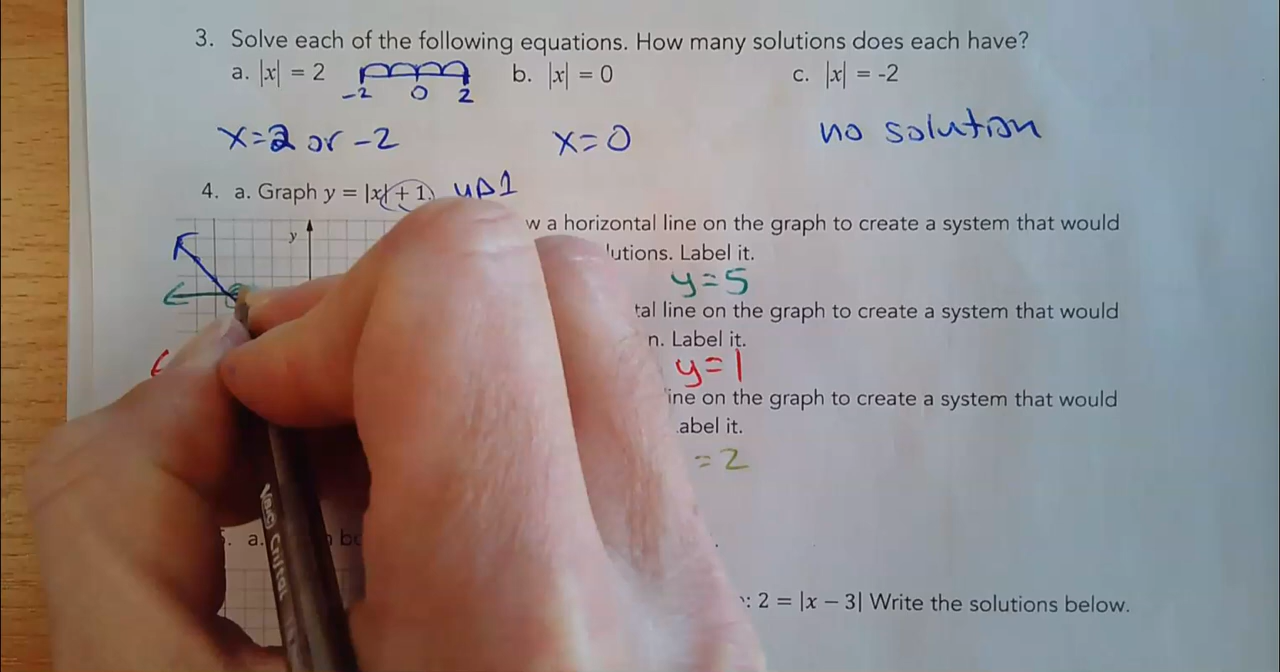 3. Solve each of the following equations. How many solutions does each have?
a. |x| = 2 b. |x| = 0 c. |x| = -2
-2 0 2
x=2 or -2 x=0 no solution
4. a. Graph y = |x| + 1. up 1
w a horizontal line on the graph to create a system that would
y
utions. Label it.
y=5
tal line on the graph to create a system that would
n. Label it.
y=1
ine on the graph to create a system that would
abel it.
=2
a.
: 2 = |x – 3| Write the solutions below.